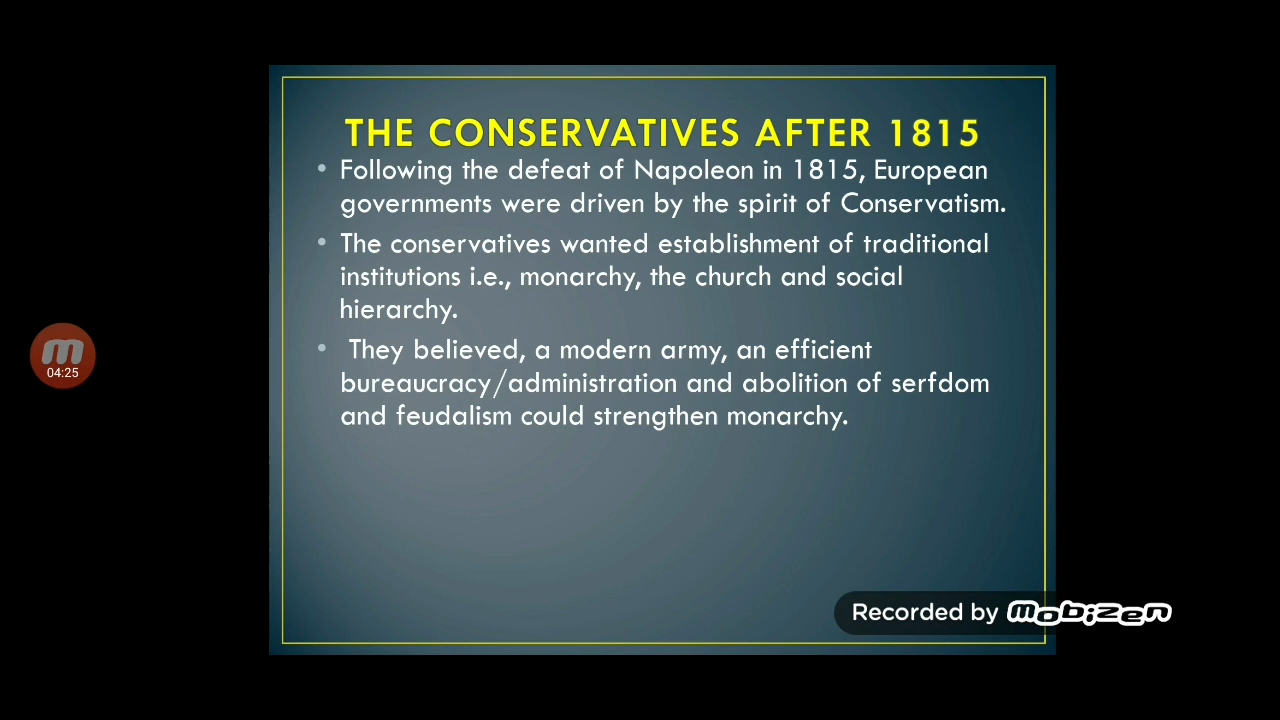 THE CONSERVATIVES AFTER 1815
• Following the defeat of Napoleon in 1815, European
governments were driven by the spirit of Conservatism.
• The conservatives wanted establishment of traditional
institutions i.e., monarchy, the church and social
hierarchy.
• They believed, a modern army, an efficient
bureaucracy/administration and abolition of serfdom
and feudalism could strengthen monarchy.
m
04:25
Recorded by mobizen